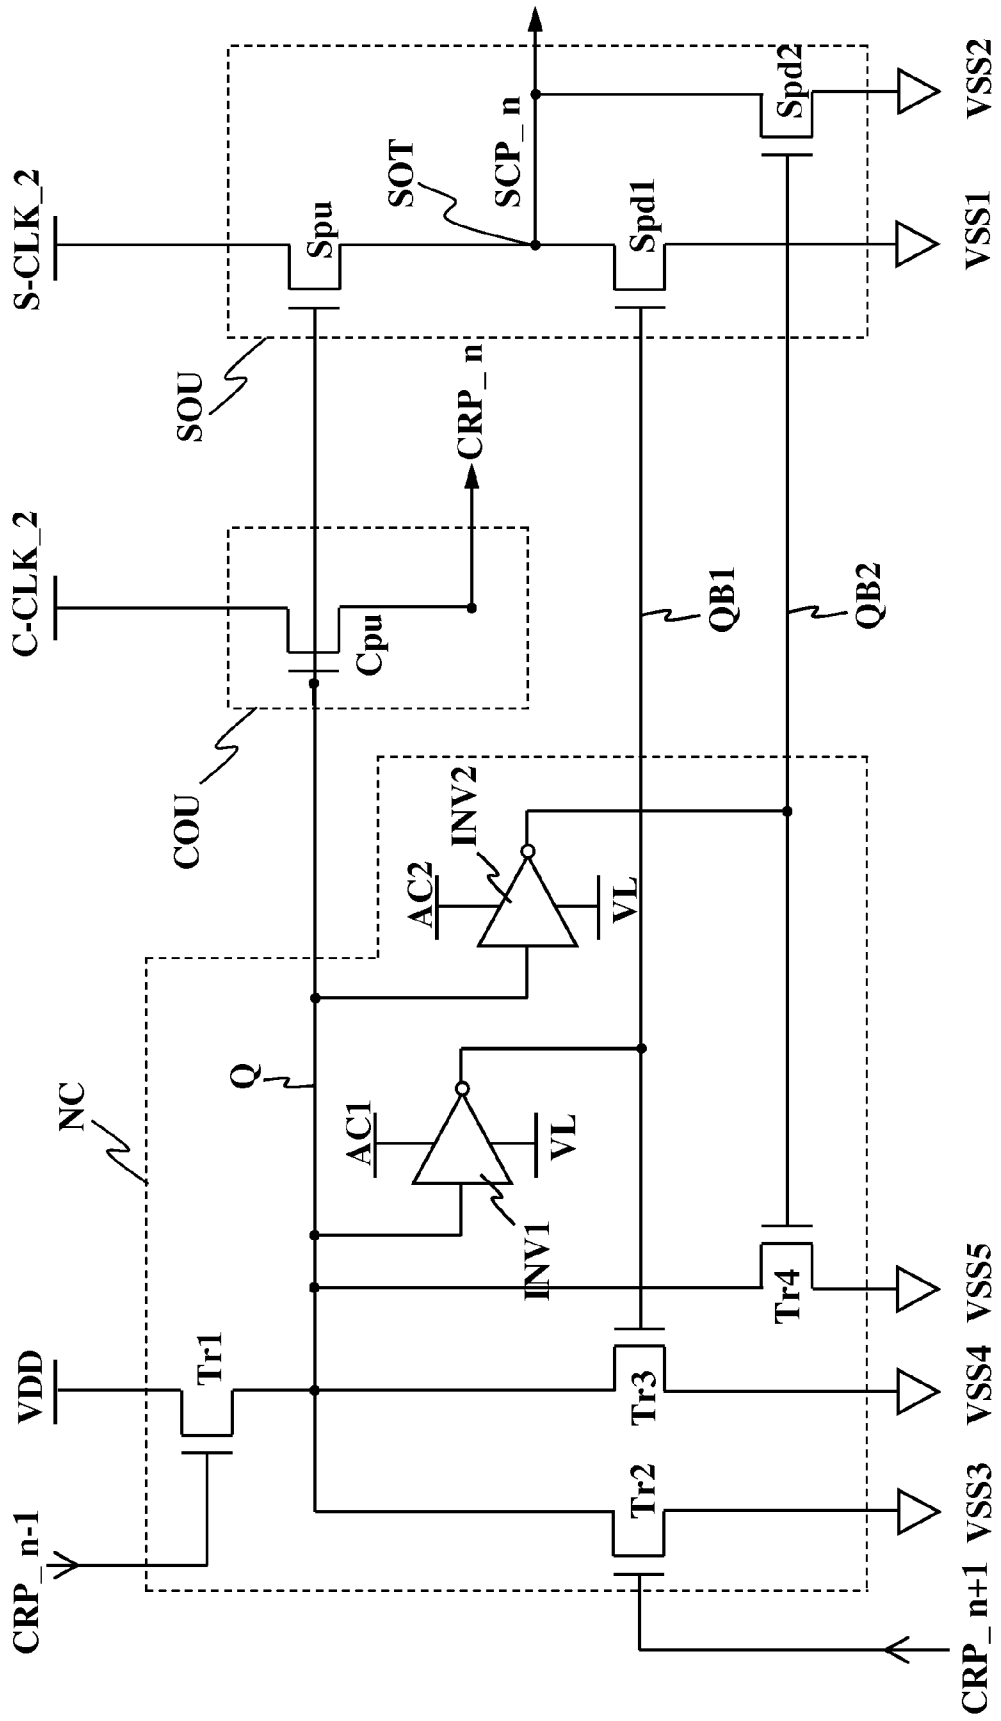 CRP_n-1
VDD
C-CLK_2
S-CLK_2
NC
COU
SOU
Tr1
Q
Cpu
Spu
AC1
INV1
VL
AC2
INV2
VL
CRP_n
SOT
SCP_n
Tr2
Tr3
Tr4
QB1
QB2
Spd1
Spd2
CRP_n+1
VSS3
VSS4
VSS5
VSS1
VSS2